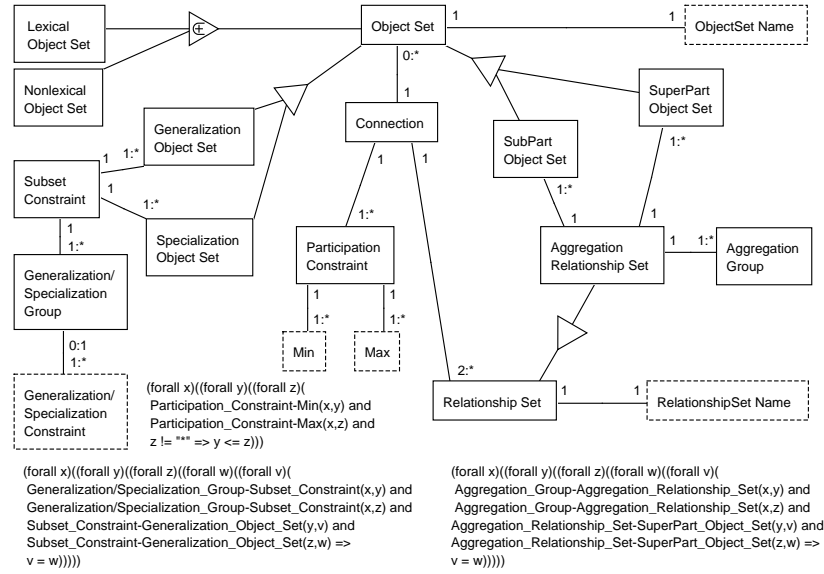 Lexical
Object Set
Object Set
1
1
ObjectSet Name
Nonlexical
Object Set
0:*
1
Connection
SuperPart
Object Set
Generalization
Object Set
SubPart
Object Set
1
1:*
1
1
1:*
1:*
Subset
Constraint
1
1:*
Specialization
Object Set
1:*
Participation
Constraint
1
1
Aggregation
Relationship Set
1
1:*
Aggregation
Group
1
1:*
Generalization/
Specialization
Group
1
1
1:*
1:*
Min
Max
0:1
1:*
Generalization/
Specialization
Constraint
2:*
Relationship Set
1
1
RelationshipSet Name
(forall x)((forall y)((forall z)(
Participation_Constraint-Min(x,y) and
Participation_Constraint-Max(x,z) and
z != "*" => y <= z)))
(forall x)((forall y)((forall z)((forall w)((forall v)(
Generalization/Specialization_Group-Subset_Constraint(x,y) and
Generalization/Specialization_Group-Subset_Constraint(x,z) and
Subset_Constraint-Generalization_Object_Set(y,v) and
Subset_Constraint-Generalization_Object_Set(z,w) =>
v = w)))))
(forall x)((forall y)((forall z)((forall w)((forall v)(
Aggregation_Group-Aggregation_Relationship_Set(x,y) and
Aggregation_Group-Aggregation_Relationship_Set(x,z) and
Aggregation_Relationship_Set-SuperPart_Object_Set(y,v) and
Aggregation_Relationship_Set-SuperPart_Object_Set(z,w) =>
v = w)))))